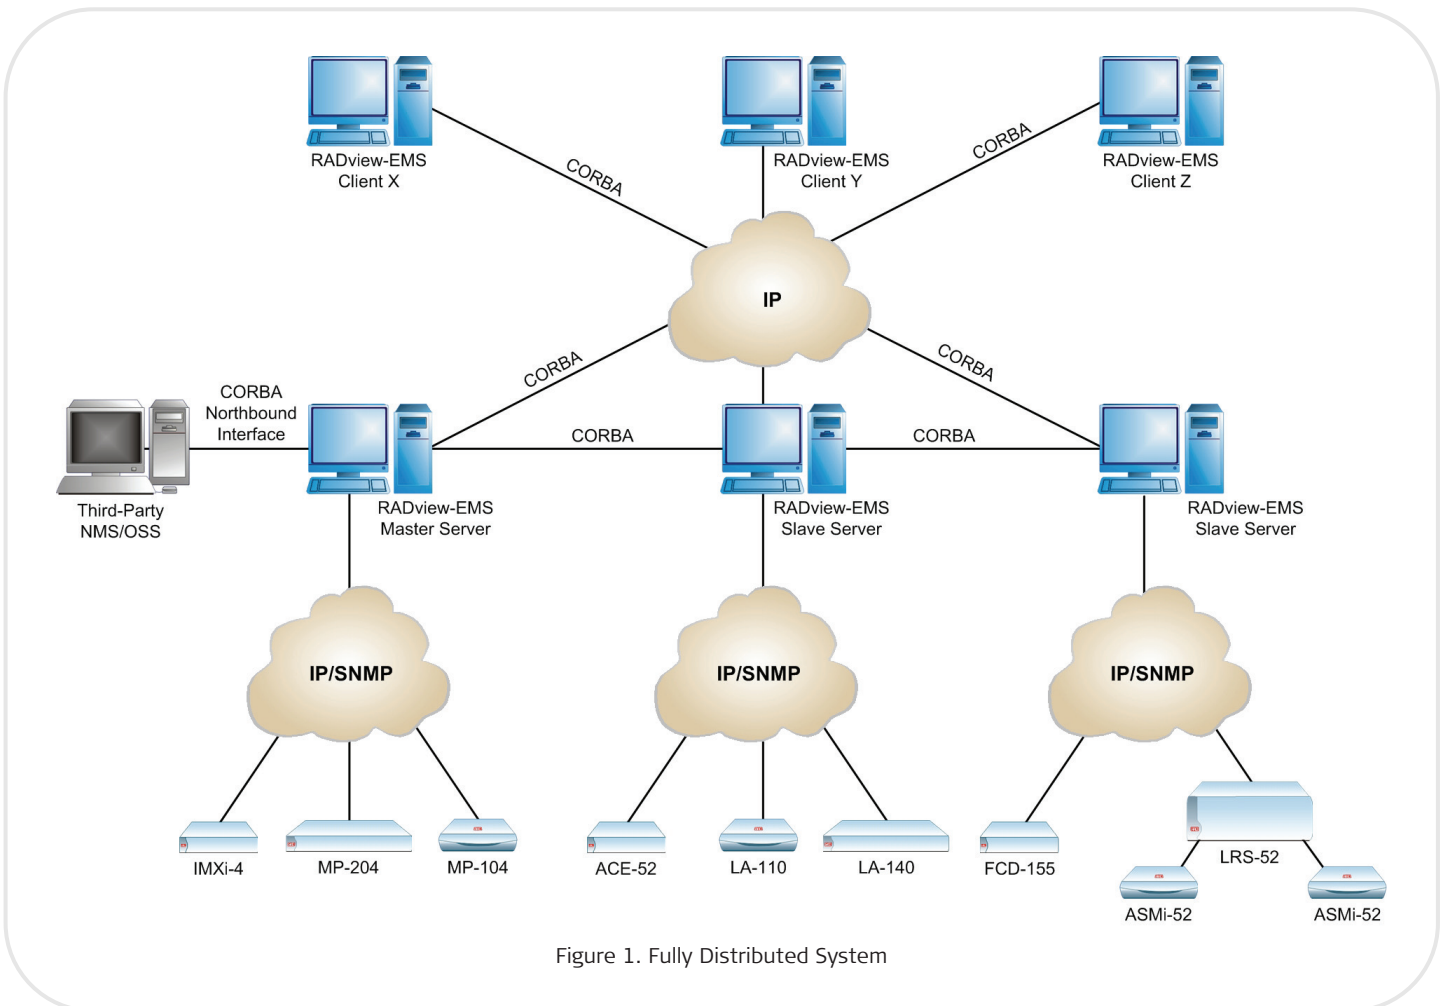 RADview-EMS
Client X
RADview-EMS
Client Y
RADview-EMS
Client Z
CORBA
CORBA
IP
CORBA
CORBA
CORBA
Northbound
Interface
CORBA
CORBA
Third-Party
NMS/OSS
RADview-EMS
Master Server
RADview-EMS
Slave Server
RADview-EMS
Slave Server
IP/SNMP
IP/SNMP
IP/SNMP
IMXi-4
MP-204
MP-104
ACE-52
LA-110
LA-140
FCD-155
LRS-52
ASMi-52
ASMi-52
Figure 1. Fully Distributed System